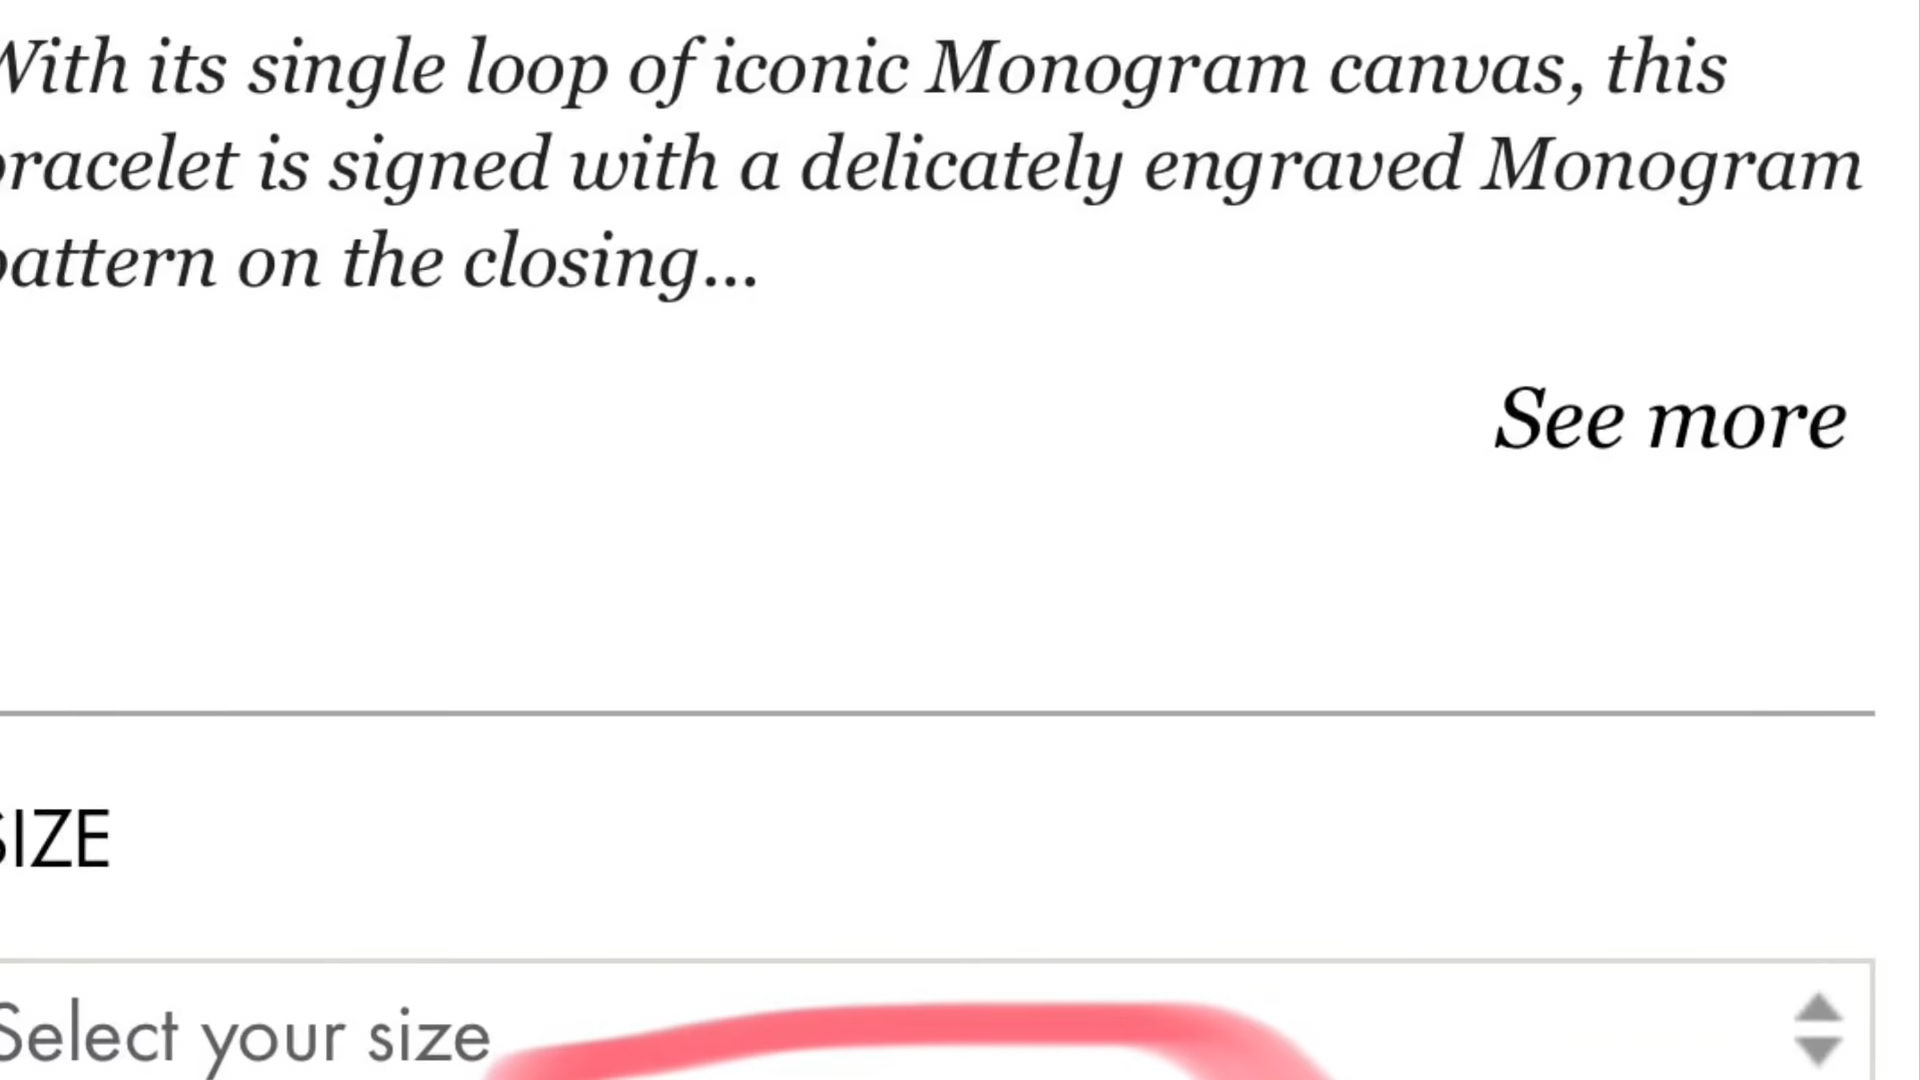 With its single loop of iconic Monogram canvas, this
bracelet is signed with a delicately engraved Monogram
pattern on the closing...
See more
SIZE
Select your size